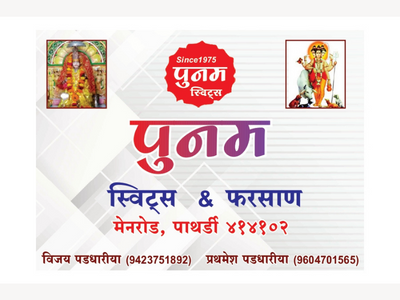 Since1975
पुनम
स्विट्स
पुनम
स्विट्स & फरसाण
मेनरोड, पाथर्डी ४१४१०२
विजय पडधारीया (9423751892) प्रथमेश पडधारीया (9604701565)